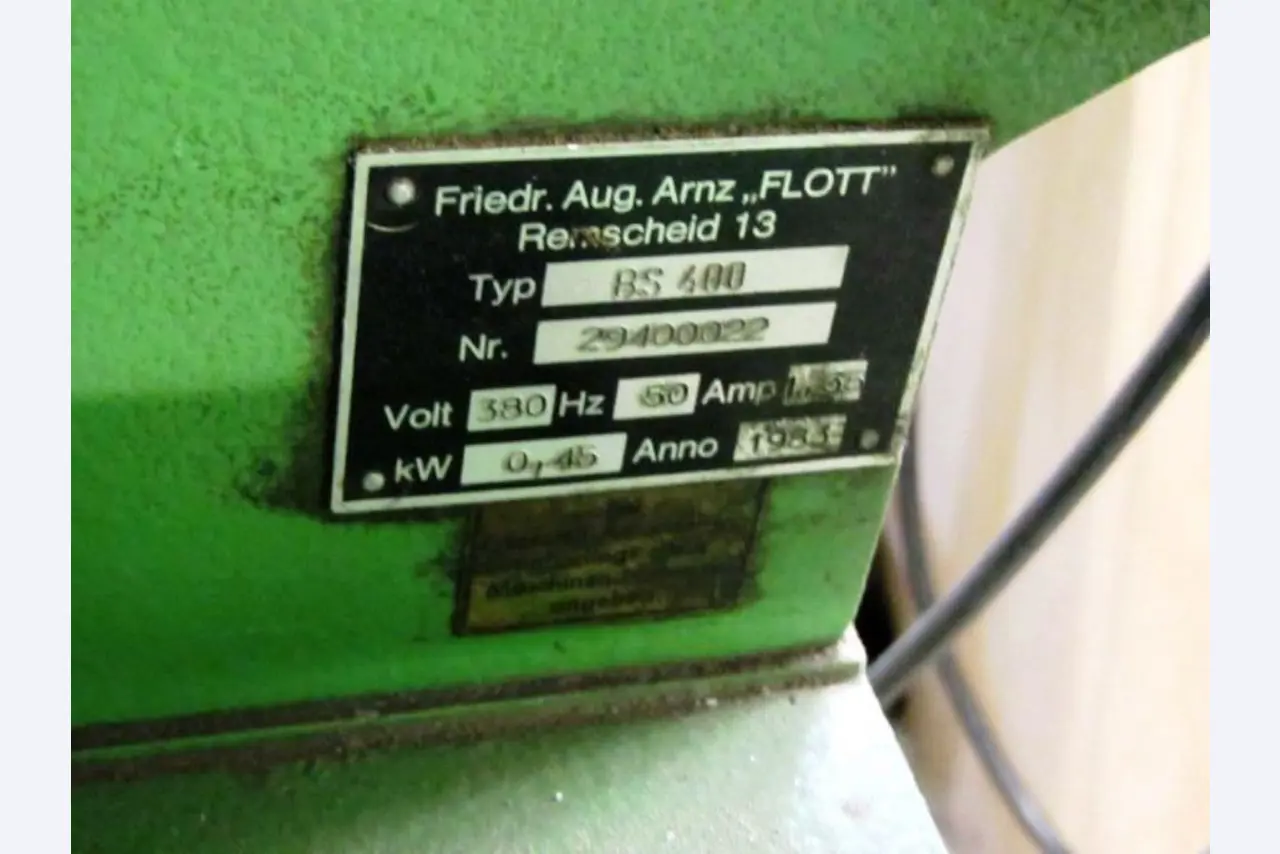 Friedr. Aug. Arnz „FLOTT"
Remscheid 13
Typ BS 400
Nr. 29400022
Volt 380 Hz 50 Amp
kW 0,45 Anno 1983